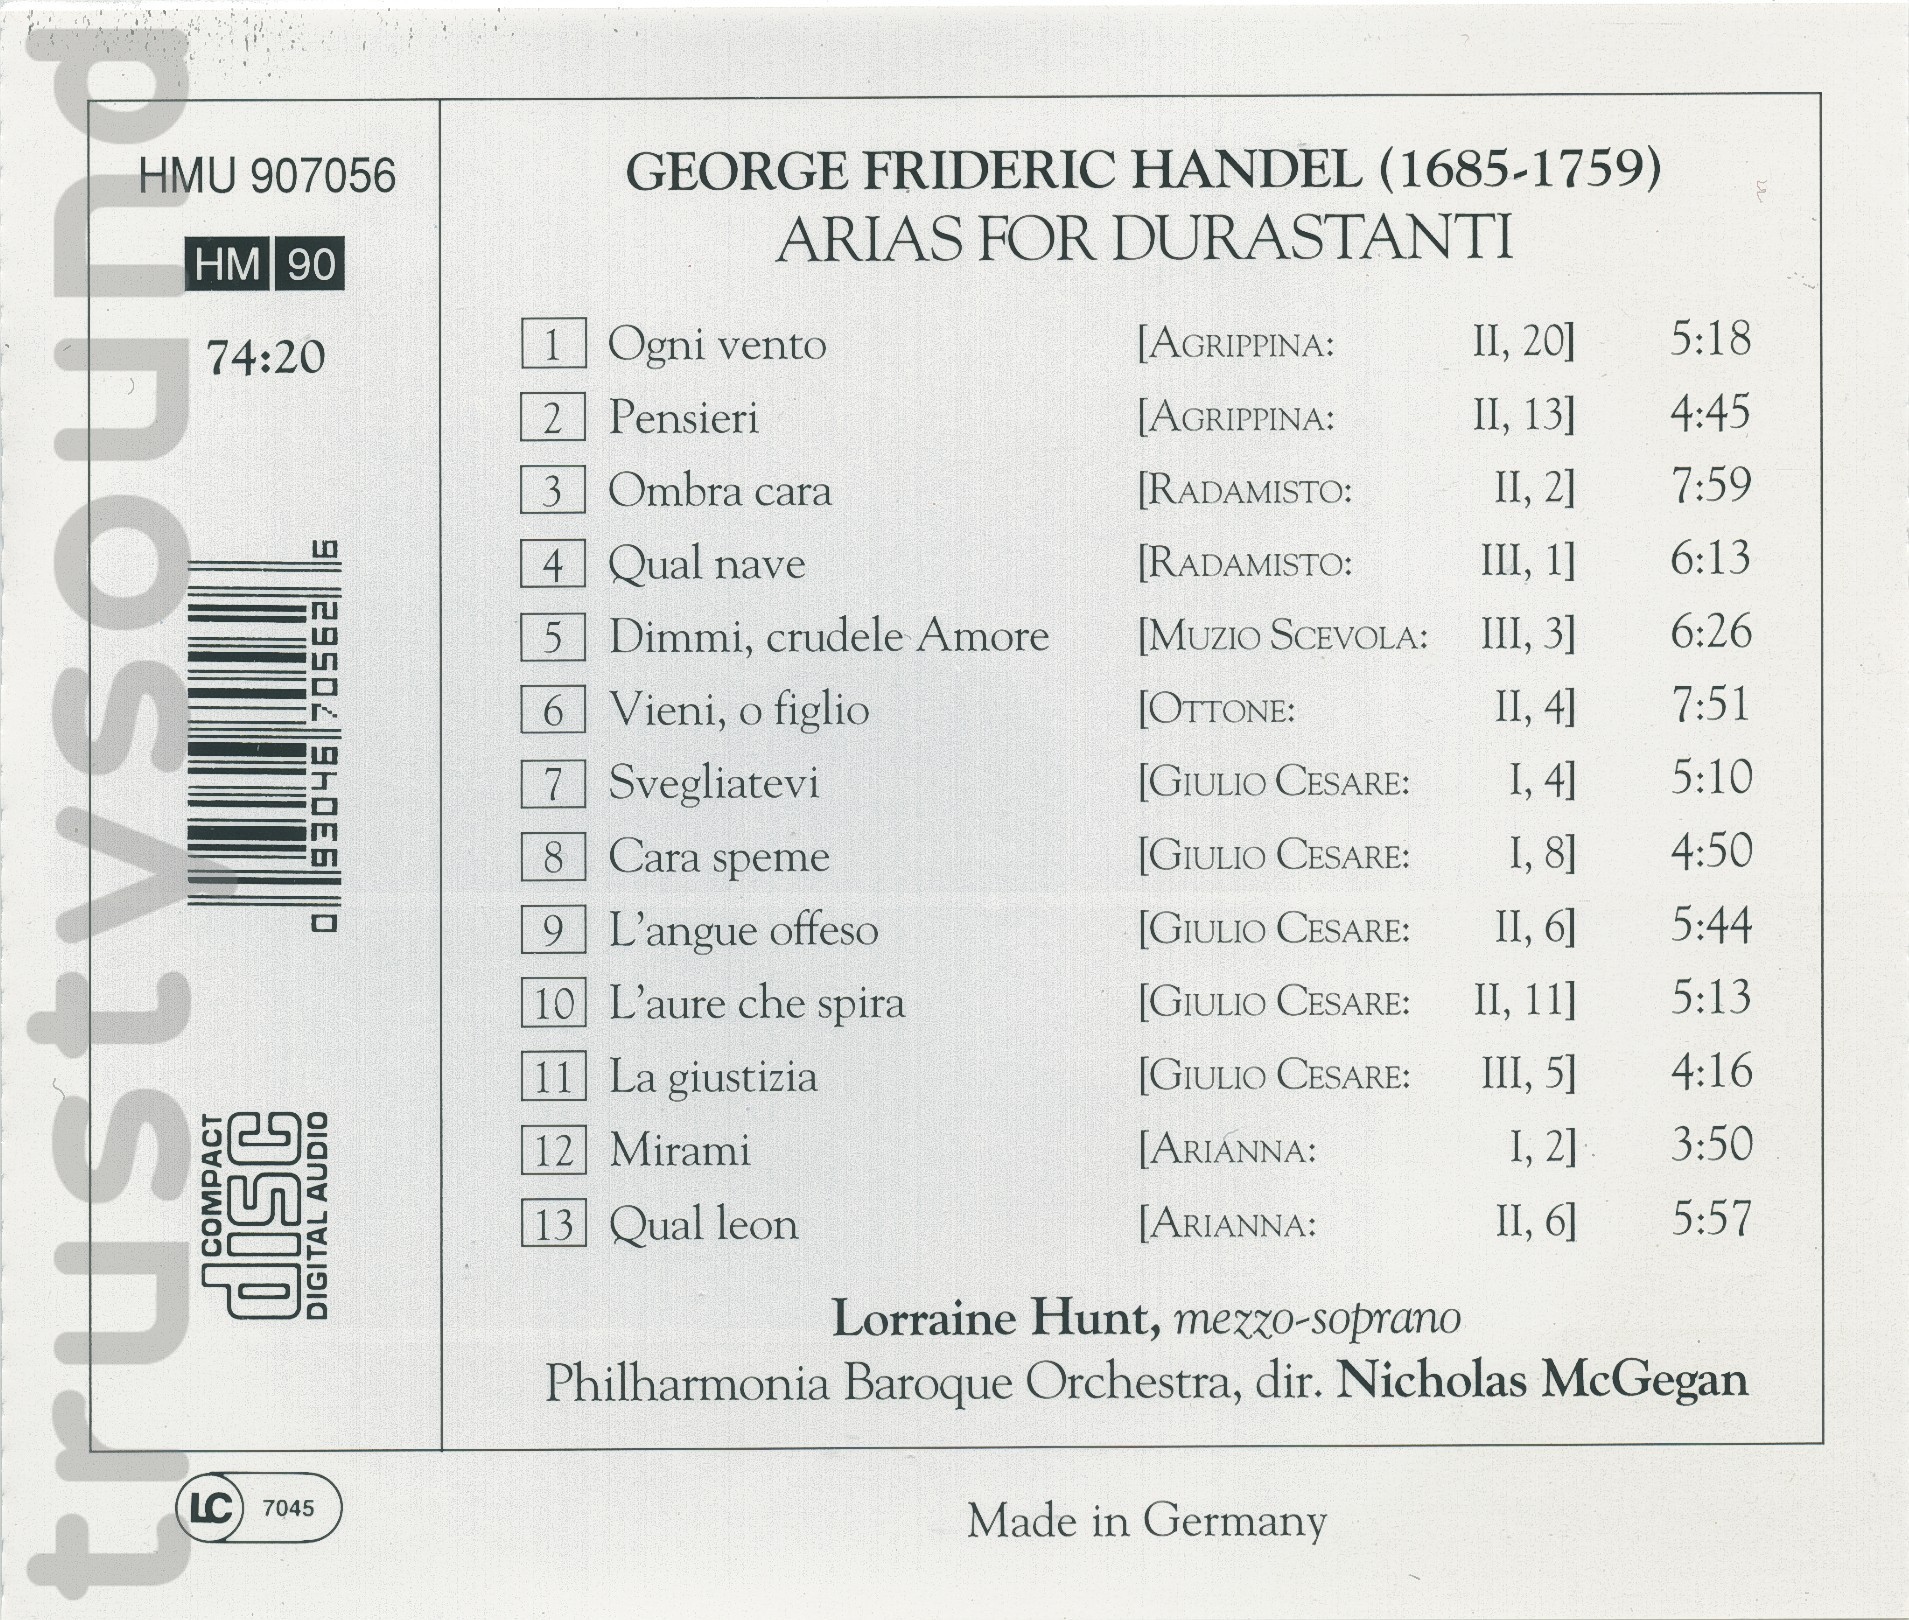 trustysound
HMU 907056
HM 90
74:20
0 93046 70562 6
COMPACT
disc
DIGITAL AUDIO
GEORGE FRIDERIC HANDEL (1685-1759)
ARIAS FOR DURASTANTI
1 Ogni vento [AGRIPPINA: II, 20] 5:18
2 Pensieri [AGRIPPINA: II, 13] 4:45
3 Ombra cara [RADAMISTO: II, 2] 7:59
4 Qual nave [RADAMISTO: III, 1] 6:13
5 Dimmi, crudele Amore [MUZIO SCEVOLA: III, 3] 6:26
6 Vieni, o figlio [OTTONE: II, 4] 7:51
7 Svegliatevi [GIULIO CESARE: I, 4] 5:10
8 Cara speme [GIULIO CESARE: I, 8] 4:50
9 L'angue offeso [GIULIO CESARE: II, 6] 5:44
10 L'aure che spira [GIULIO CESARE: II, 11] 5:13
11 La giustizia [GIULIO CESARE: III, 5] 4:16
12 Mirami [ARIANNA: I, 2] 3:50
13 Qual leon [ARIANNA: II, 6] 5:57
Lorraine Hunt, mezzo-soprano
Philharmonia Baroque Orchestra, dir. Nicholas McGegan
LC 7045
Made in Germany